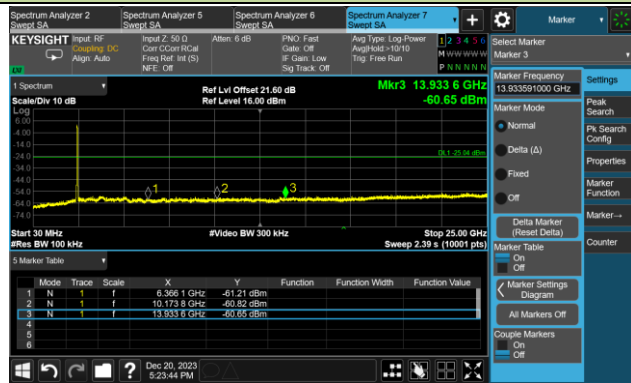 Spectrum Analyzer 2
Swept SA
Spectrum Analyzer 5
Swept SA
Spectrum Analyzer 6
Swept SA
Spectrum Analyzer 7
Swept SA
Marker
KEYSIGHT
Input: RF
Coupling: DC
Align: Auto
Input Z: 50 Ω
Corr CCorr RCal
Freq Ref: Int (S)
NFE: Off
Atten: 6 dB
PNO: Fast
Gate: Off
IF Gain: Low
Sig Track: Off
Avg Type: Log-Power
Avg|Hold:>10/10
Trig: Free Run
1 2 3 4 5 6
M W W W W W
P N N N N N
LM
Select Marker
Marker 3
1 Spectrum
Scale/Div 10 dB
Ref Lvl Offset 21.60 dB
Ref Level 16.00 dBm
Mkr3 13.933 6 GHz
-60.65 dBm
Log
6.00
-4.00
-14.0
-24.0
-34.0
-44.0
-54.0
-64.0
-74.0
DL1 -25.04 dBm
1
2
3
Start 30 MHz
#Res BW 100 kHz
#Video BW 300 kHz
Stop 25.00 GHz
Sweep 2.39 s (10001 pts)
5 Marker Table
Mode Trace Scale X Y Function Function Width Function Value
1 N 1 f 6.366 1 GHz -61.21 dBm
2 N 1 f 10.173 8 GHz -60.82 dBm
3 N 1 f 13.933 6 GHz -60.65 dBm
4
5
6
Marker Frequency
13.933591000 GHz
Marker Mode
Normal
Delta (Δ)
Fixed
Off
Delta Marker
(Reset Delta)
Marker Table
On
Off
Marker Settings
Diagram
All Markers Off
Couple Markers
On
Off
Settings
Peak
Search
Pk Search
Config
Properties
Marker
Function
Marker→
Counter
?
Dec 20, 2023
5:23:44 PM